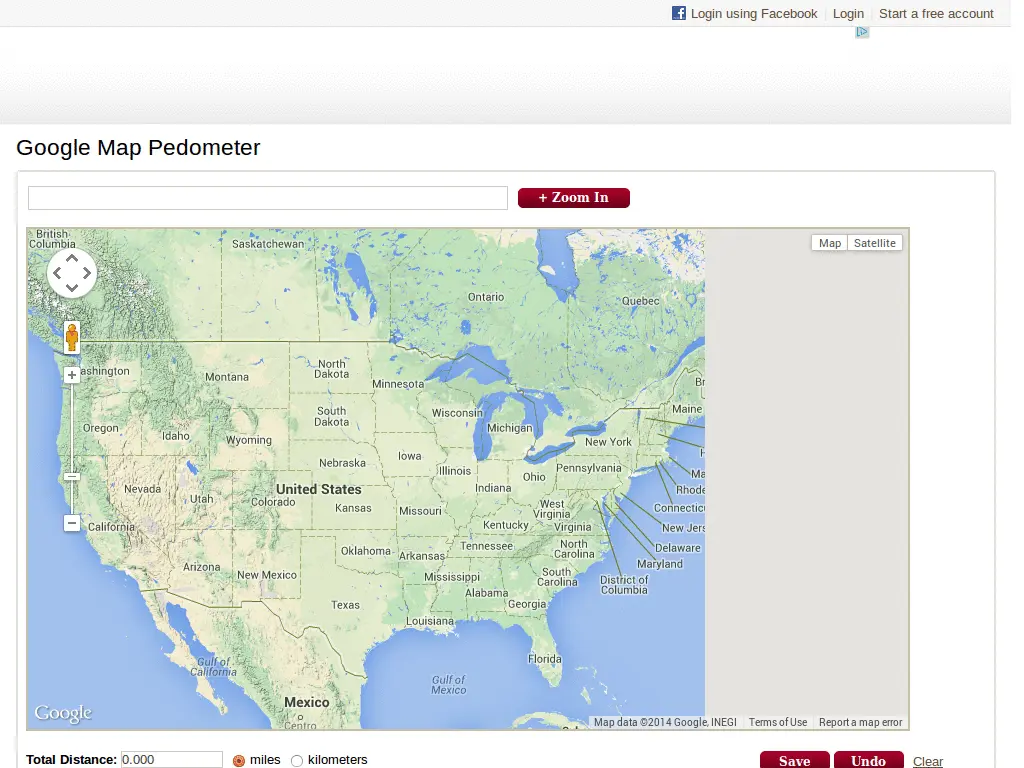 Login using Facebook Login Start a free account
Google Map Pedometer
+ Zoom In
British
Columbia
Saskatchewan
Map Satellite
Ontario
Quebec
Washington
Montana
North
Dakota
Minnesota
Maine
South
Dakota
Wisconsin
Michigan
Oregon
Idaho
Wyoming
New York
Nebraska
Iowa
Illinois
Ohio
Pennsylvania
Indiana
Nevada
Utah
United States
Colorado
Kansas
Missouri
West
Virginia
Kentucky
Virginia
California
Oklahoma
Arkansas
Tennessee
North
Carolina
Arizona
New Mexico
Mississippi
South
Carolina
Alabama
Georgia
Texas
Louisiana
Ma
Rhode
Connecticu
New Jers
Delaware
Maryland
District of
Columbia
Florida
Gulf of
California
Gulf of
Mexico
Mexico
Centro
Google
Map data ©2014 Google, INEGI Terms of Use Report a map error
Total Distance: 0.000 miles kilometers Save Undo Clear